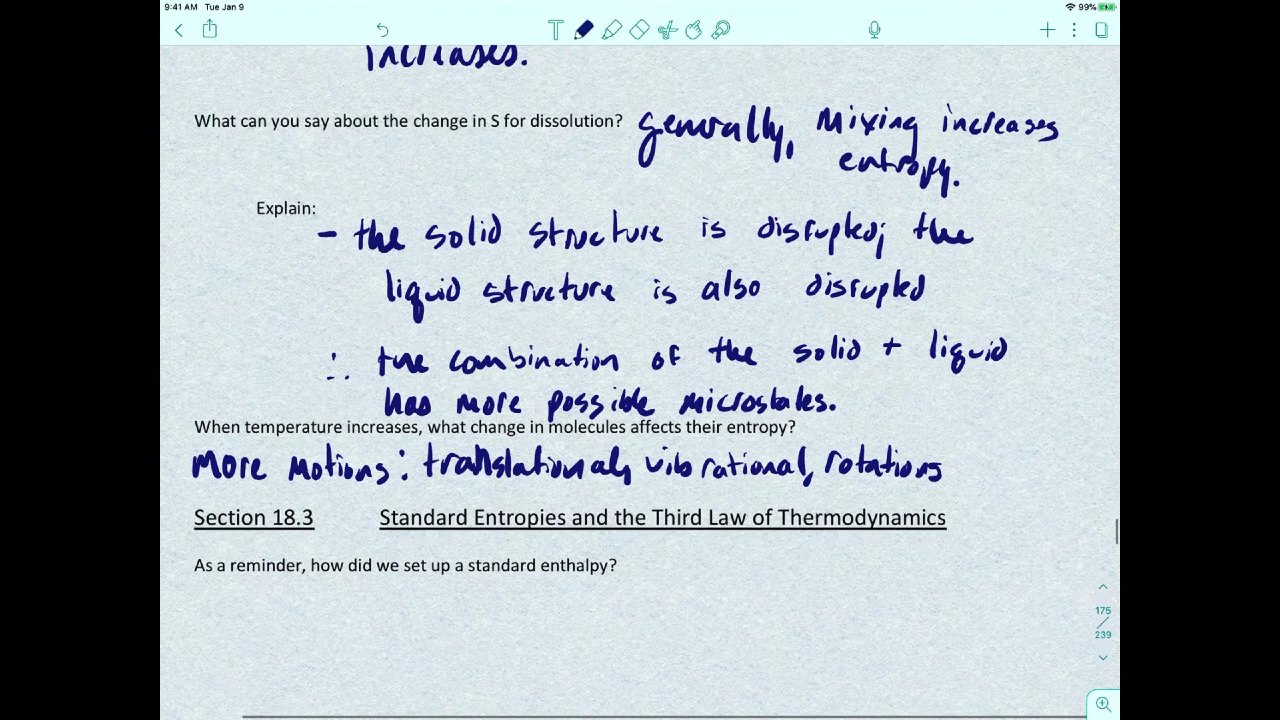 9:41 AM Tue Jan 9
99%
increases.
What can you say about the change in S for dissolution? generally, mixing increases
entropy.
Explain:
- the solid structure is disrupted; the
liquid structure is also disrupted
∴ the combination of the solid + liquid
has more possible microstates.
When temperature increases, what change in molecules affects their entropy?
More motions: translational, vibrational, rotations
Section 18.3 Standard Entropies and the Third Law of Thermodynamics
As a reminder, how did we set up a standard enthalpy?
175
/
239